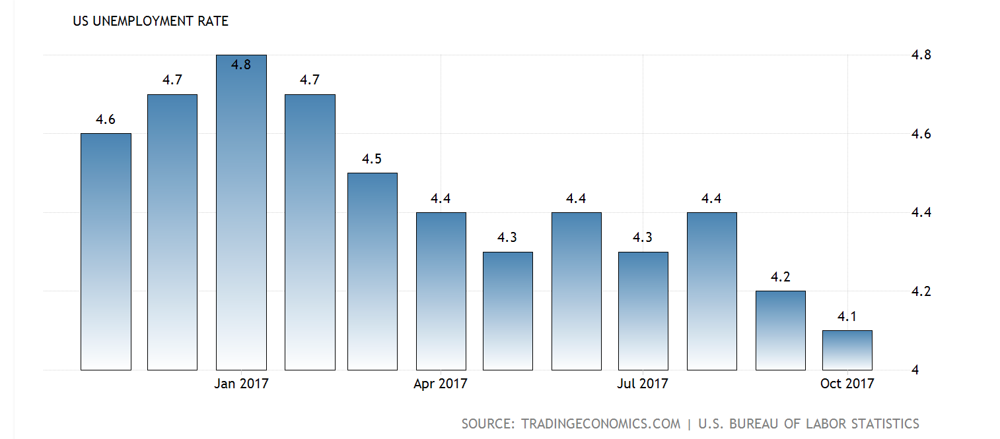 US UNEMPLOYMENT RATE
4.8
4.8
4.7
4.7
4.6
4.6
4.5
4.4
4.4
4.4
4.4
4.3
4.3
4.2
4.2
4.1
4
Jan 2017
Apr 2017
Jul 2017
Oct 2017
SOURCE: TRADINGECONOMICS.COM | U.S. BUREAU OF LABOR STATISTICS